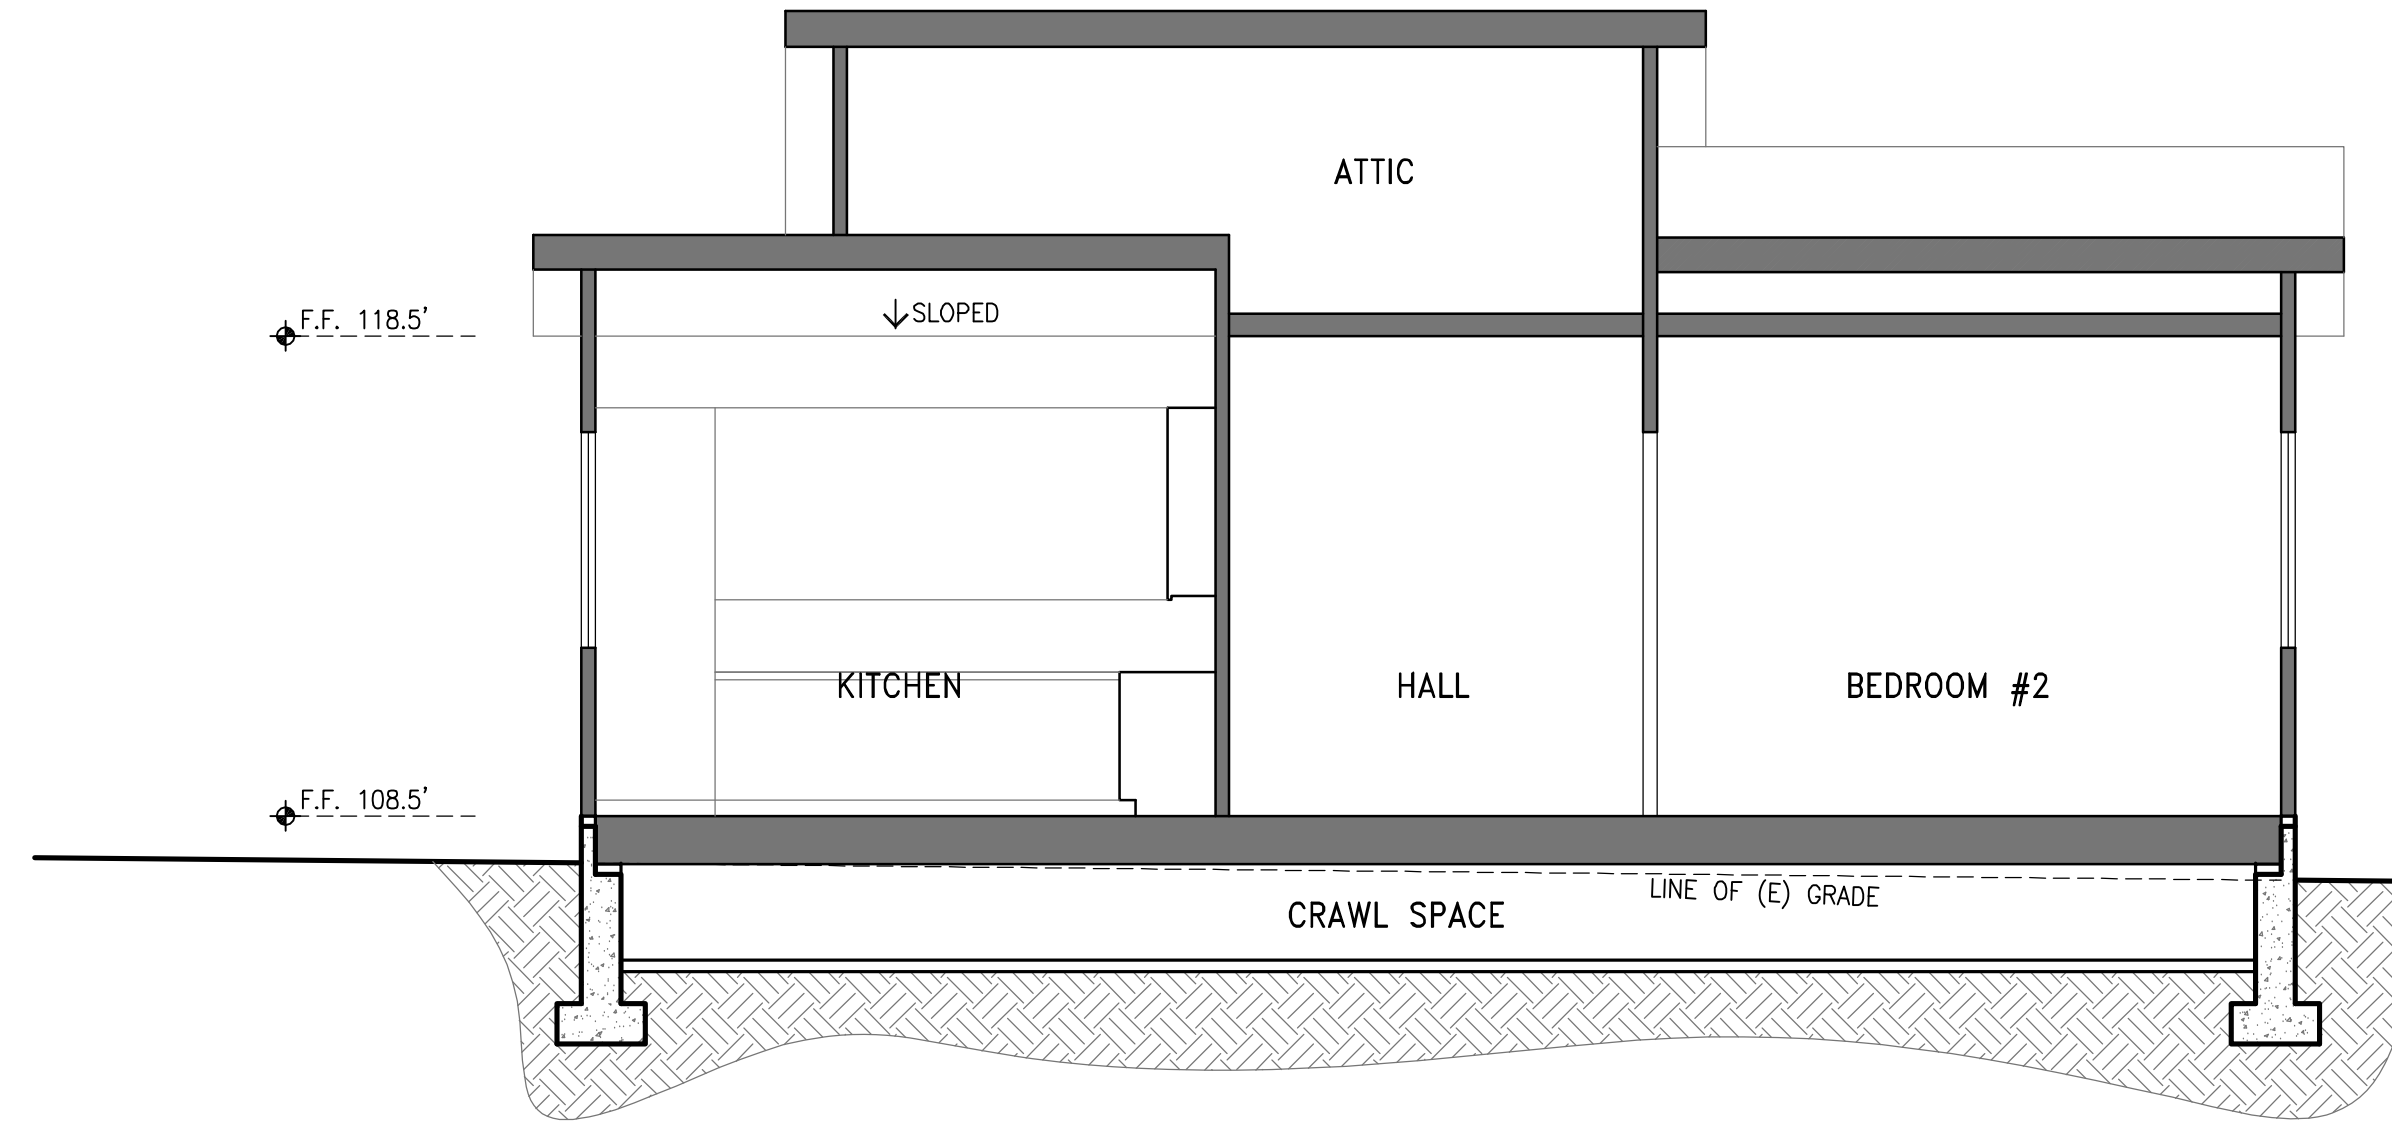 ATTIC
SLOPED
F.F. 118.5'
KITCHEN
HALL
BEDROOM #2
F.F. 108.5'
LINE OF (E) GRADE
CRAWL SPACE